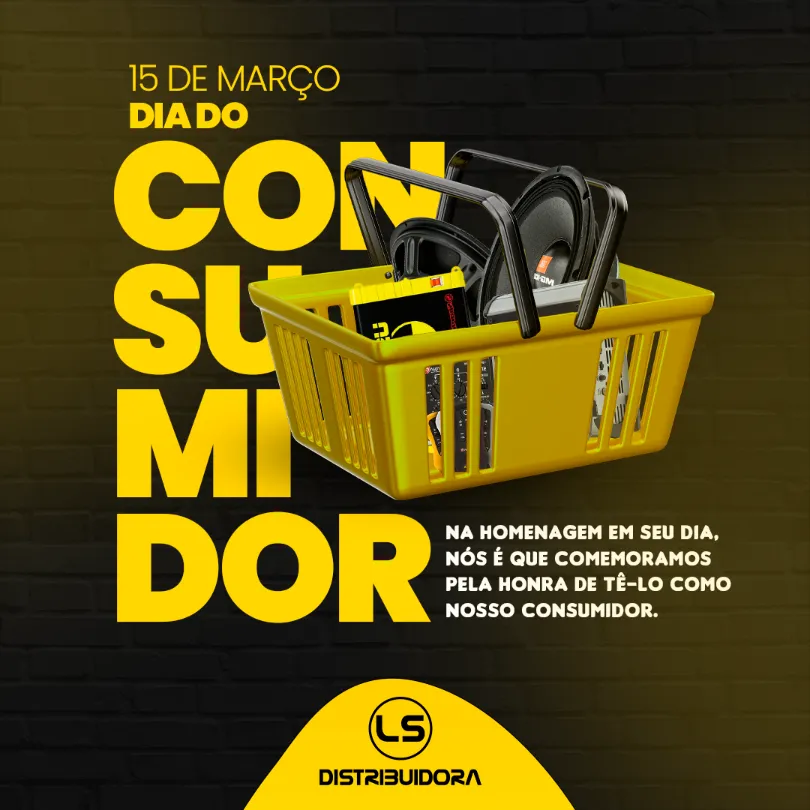 15 DE MARÇO
DIA DO
CON
SU
MI
DOR
NA HOMENAGEM EM SEU DIA,
NÓS É QUE COMEMORAMOS
PELA HONRA DE TÊ-LO COMO
NOSSO CONSUMIDOR.
LS
DISTRIBUIDORA